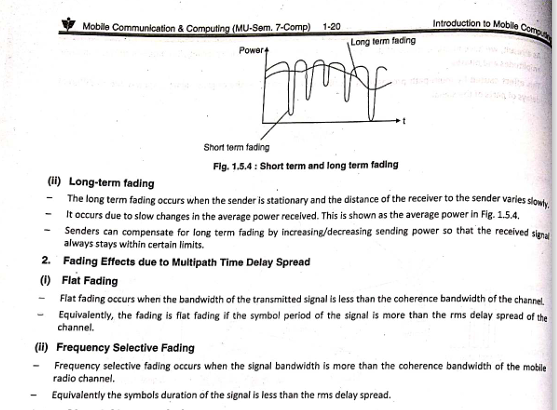 Mobile Communication & Computing (MU-Sem. 7-Comp) 1-20 Introduction to Mobile Computing
Power
Long term fading
t
Short term fading
Fig. 1.5.4 : Short term and long term fading
(ii) Long-term fading
– The long term fading occurs when the sender is stationary and the distance of the receiver to the sender varies slowly.
– It occurs due to slow changes in the average power received. This is shown as the average power in Fig. 1.5.4.
– Senders can compensate for long term fading by increasing/decreasing sending power so that the received signal
always stays within certain limits.
2. Fading Effects due to Multipath Time Delay Spread
(i) Flat Fading
– Flat fading occurs when the bandwidth of the transmitted signal is less than the coherence bandwidth of the channel.
– Equivalently, the fading is flat fading if the symbol period of the signal is more than the rms delay spread of the
channel.
(ii) Frequency Selective Fading
– Frequency selective fading occurs when the signal bandwidth is more than the coherence bandwidth of the mobile
radio channel.
– Equivalently the symbols duration of the signal is less than the rms delay spread.